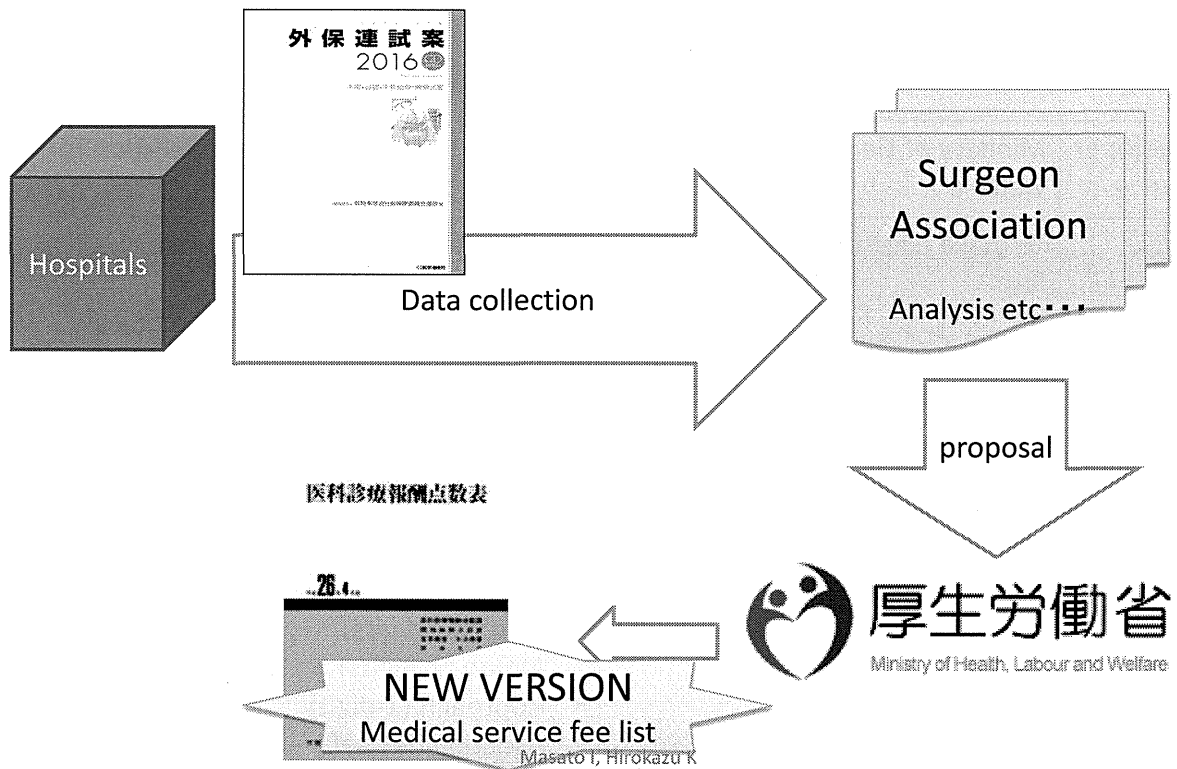 外保連試案
2016
Hospitals
Data collection
Surgeon
Association
Analysis etc･･･
proposal
厚生労働省
Ministry of Health, Labour and Welfare
医科診療報酬点数表
26 4
NEW VERSION
Medical service fee list
Masato I, Hirokazu K